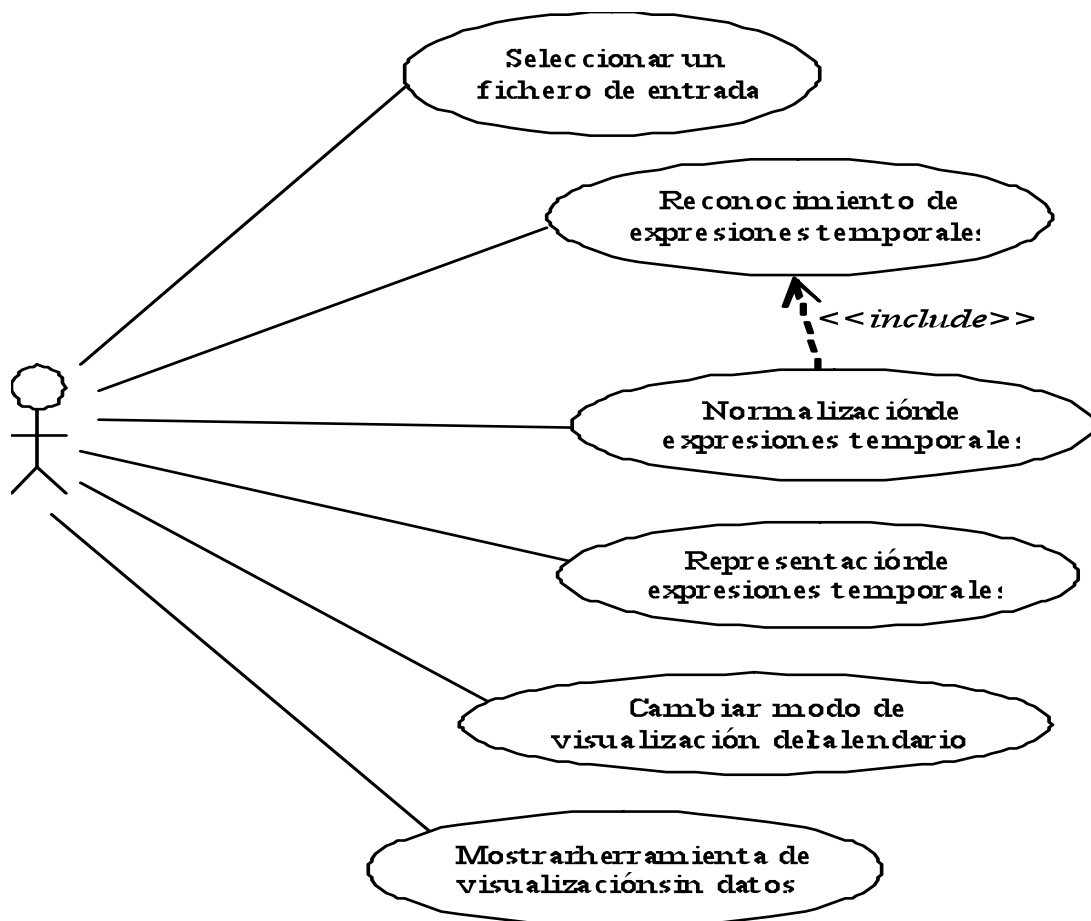 Seleccionar un
fichero de entrada
Reconocimiento de
expresiones temporales
<<include>>
Normalización de
expresiones temporales
Representación de
expresiones temporales
Cambiar modo de
visualización del calendario
Mostrar herramienta de
visualización sin datos